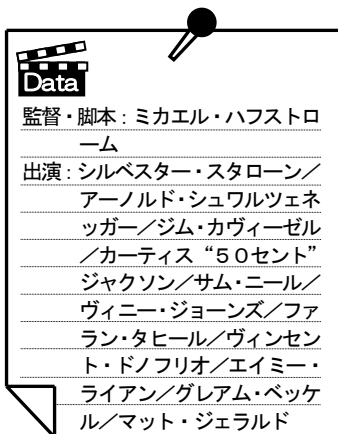 Data
監督・脚本:ミカエル・ハフストロ
ーム
出演:シルベスター・スタローン/
アーノルド・シュワルツェネ
ッガー/ジム・カヴィーゼル
/カーティス“50セント”
ジャクソン/サム・ニール/
ヴィニー・ジョーンズ/ファ
ラン・タヒール/ヴィンセン
ト・ドノフリオ/エイミー・
ライアン/グレアム・ベッケ
ル/マット・ジェラルド